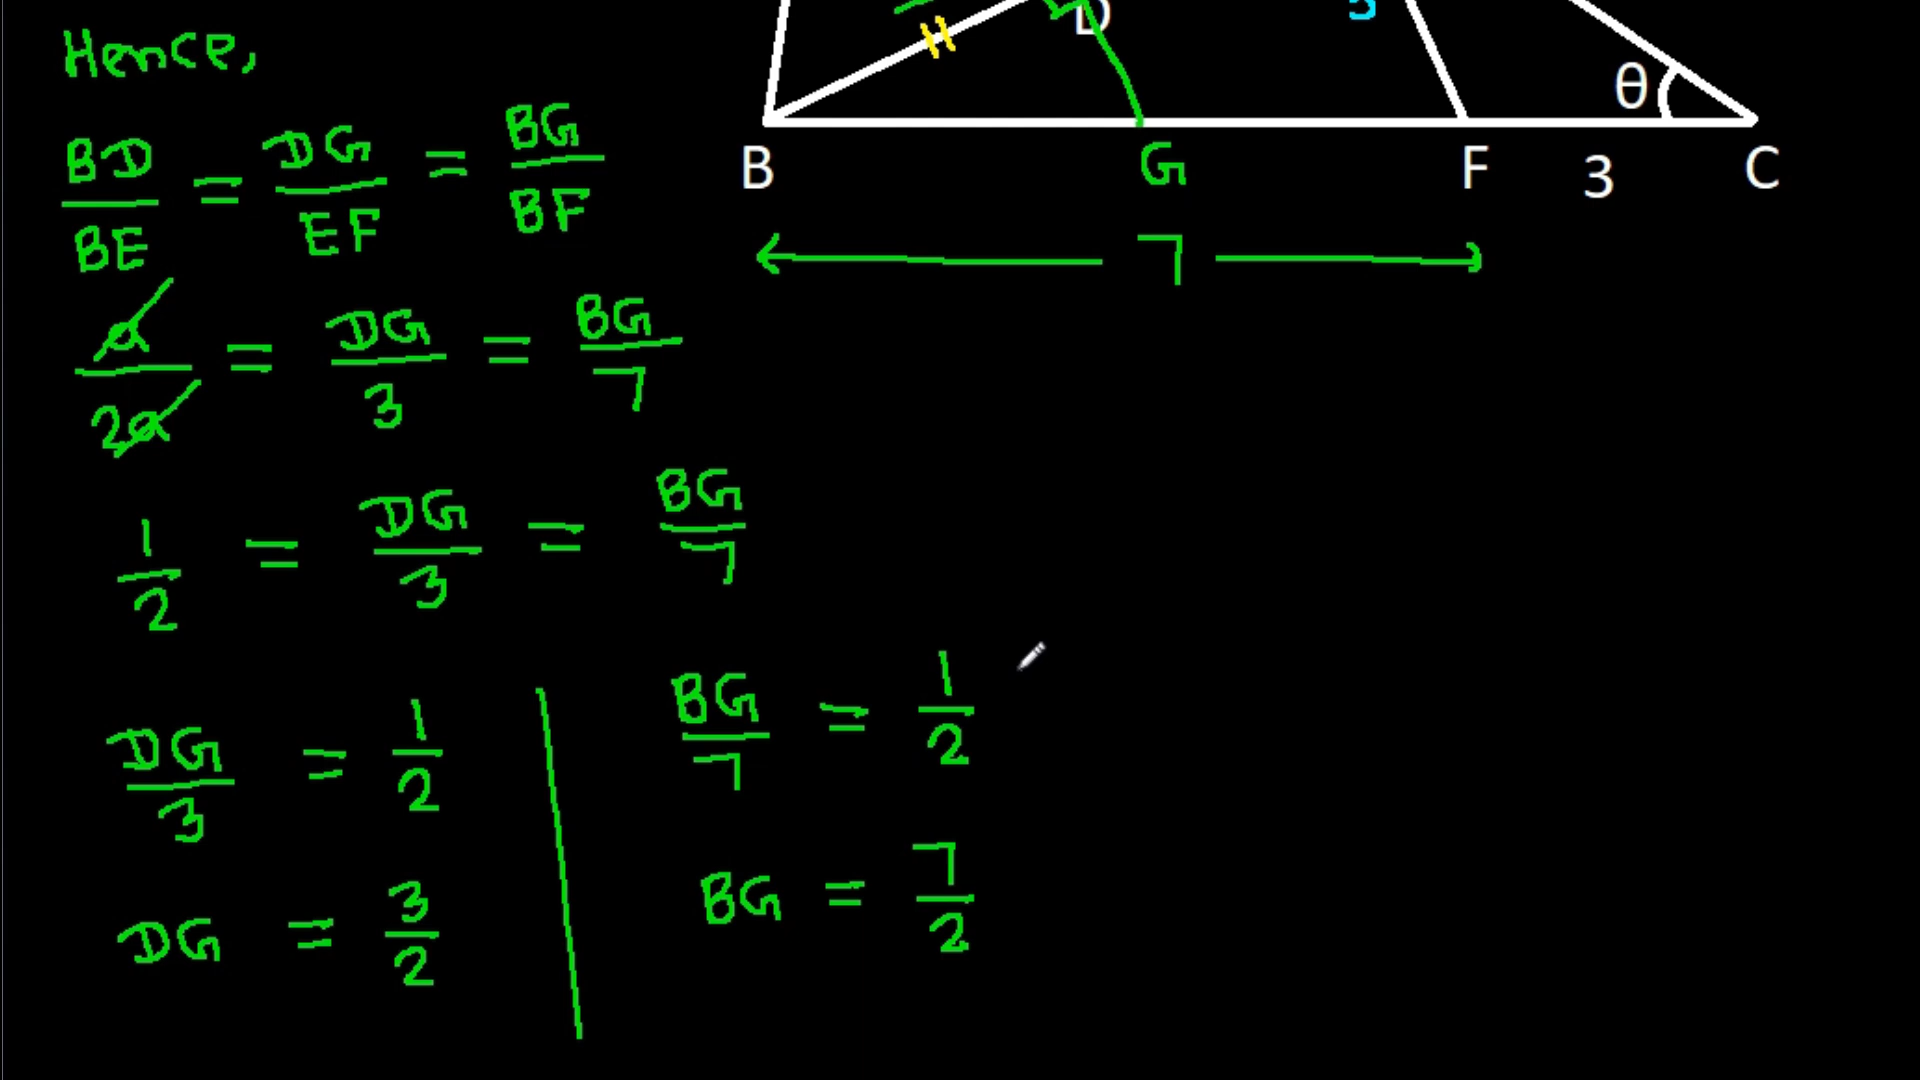 Hence,
BD/BE = DG/EF = BG/BF
a/2a = DG/3 = BG/7
1/2 = DG/3 = BG/7
DG/3 = 1/2
DG = 3/2
BG/7 = 1/2
BG = 7/2
D
θ
B G F 3 C
7